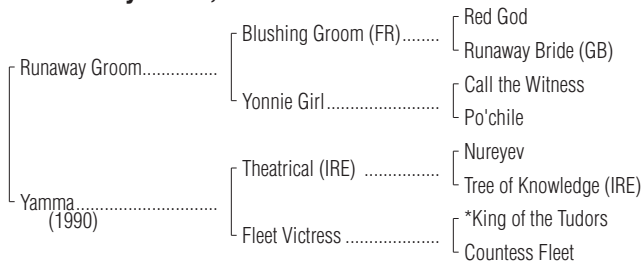 Red God
Blushing Groom (FR)........
Runaway Bride (GB)
Runaway Groom................
Call the Witness
Yonnie Girl........................
Po'chile
Nureyev
Theatrical (IRE) ................
Tree of Knowledge (IRE)
Yamma..............................
(1990)
*King of the Tudors
Fleet Victress ....................
Countess Fleet